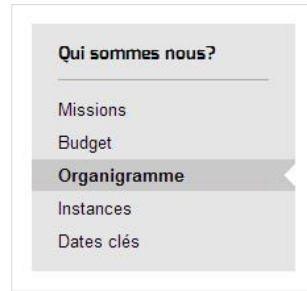 Qui sommes nous?
Missions
Budget
Organigramme
Instances
Dates clés